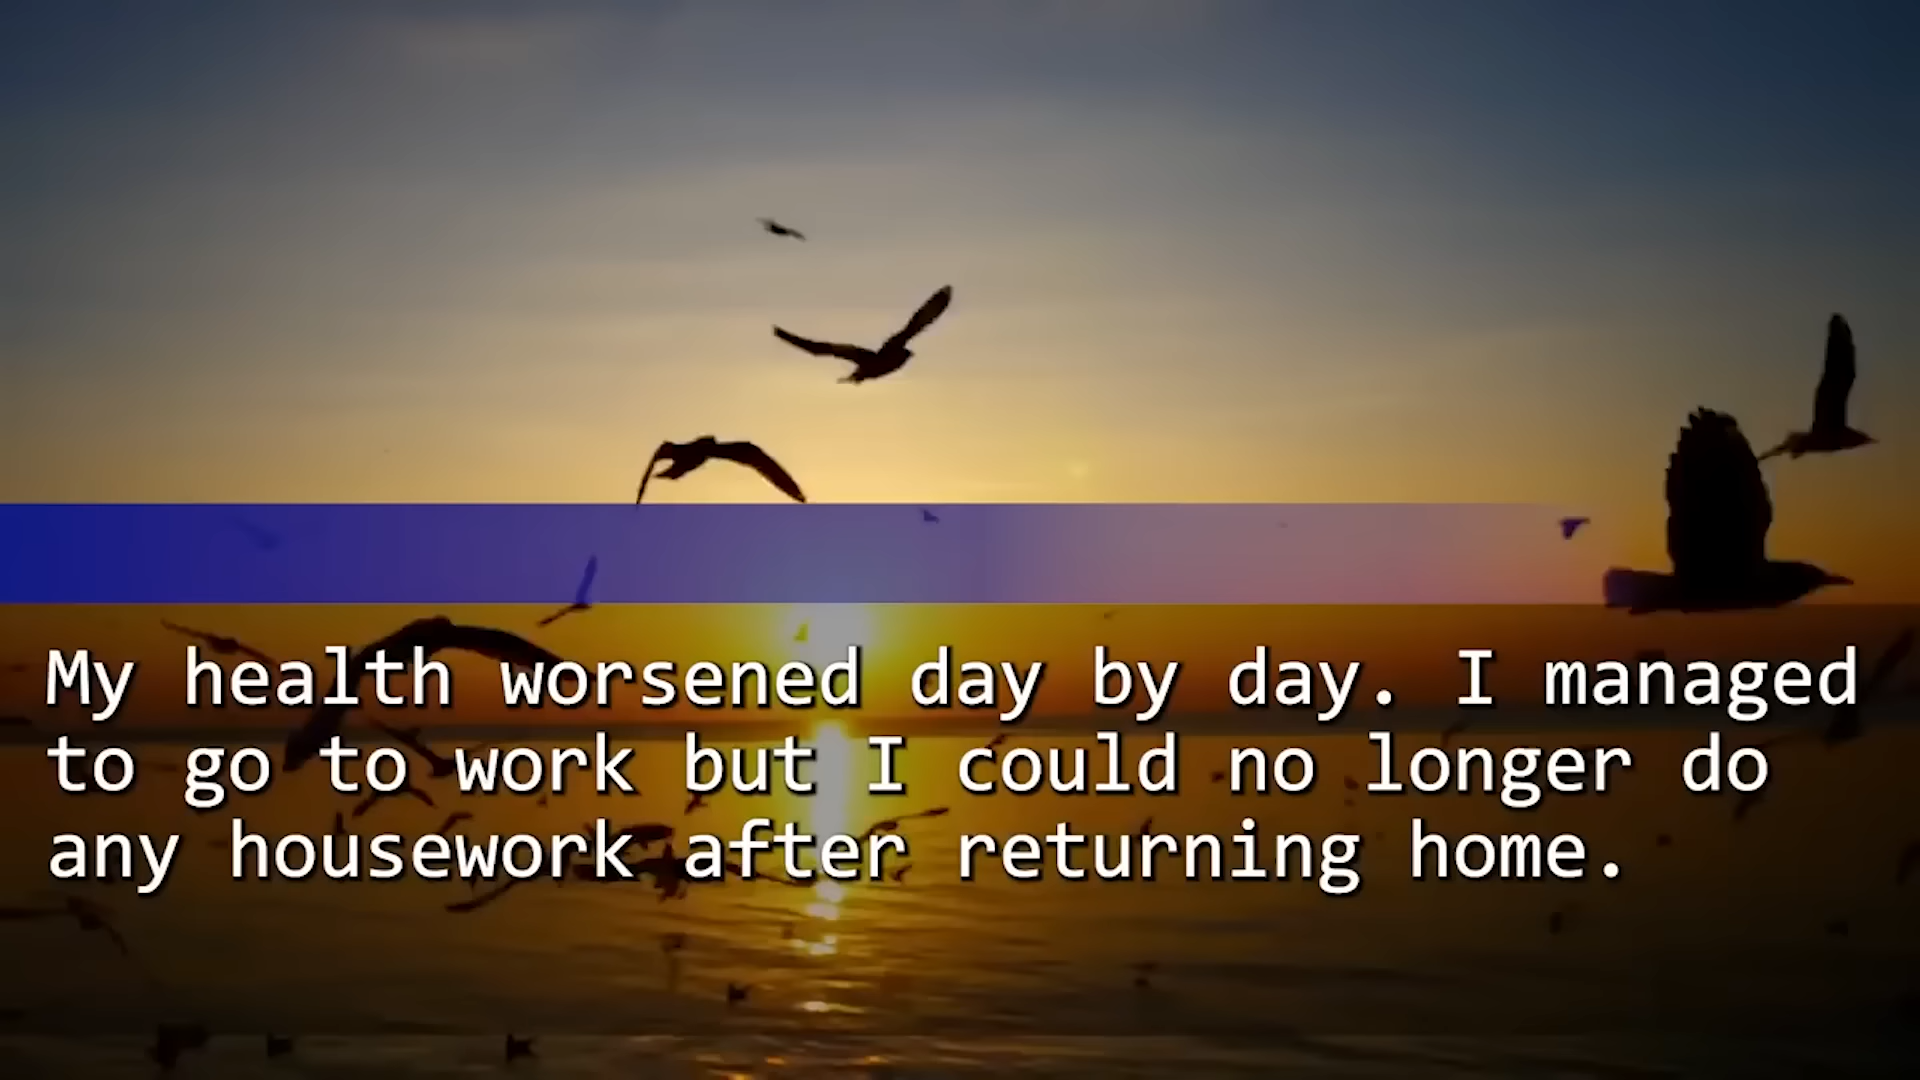 My health worsened day by day. I managed
to go to work but I could no longer do
any housework after returning home.